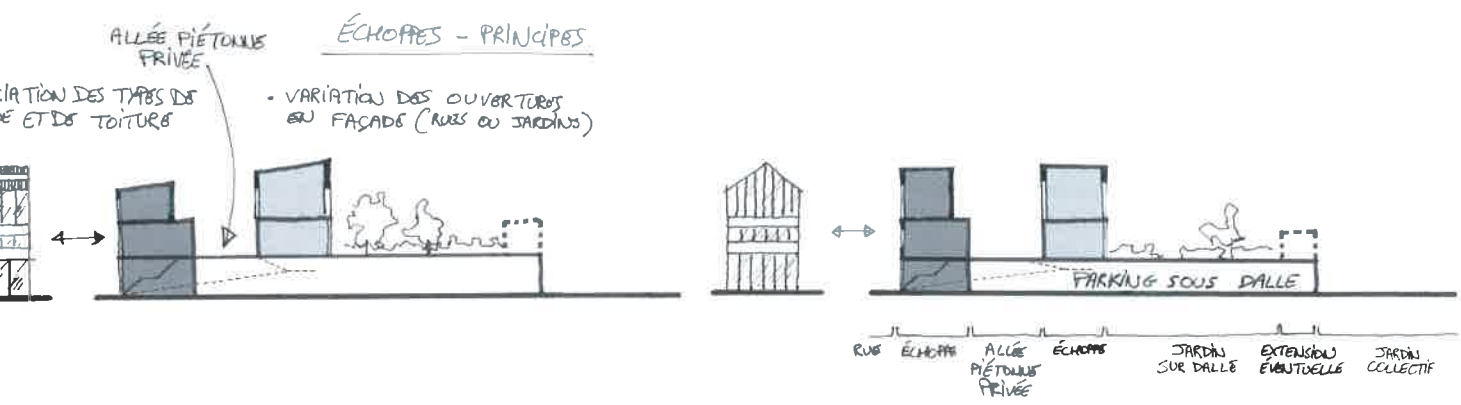 ALLÉE PIÉTONNE
PRIVÉE
ÉCHOPPES - PRINCIPES
DES TYPES DE
ET DE TOITURE
• VARIATION DES OUVERTURES
EN FAÇADE (RUES OU JARDINS)
PARKING SOUS DALLE
RUE
ÉCHOPPE
ALLÉE
PIÉTONNE
PRIVÉE
ÉCHOPPE
JARDIN
SUR DALLE
EXTENSION
ÉVENTUELLE
JARDIN
COLLECTIF